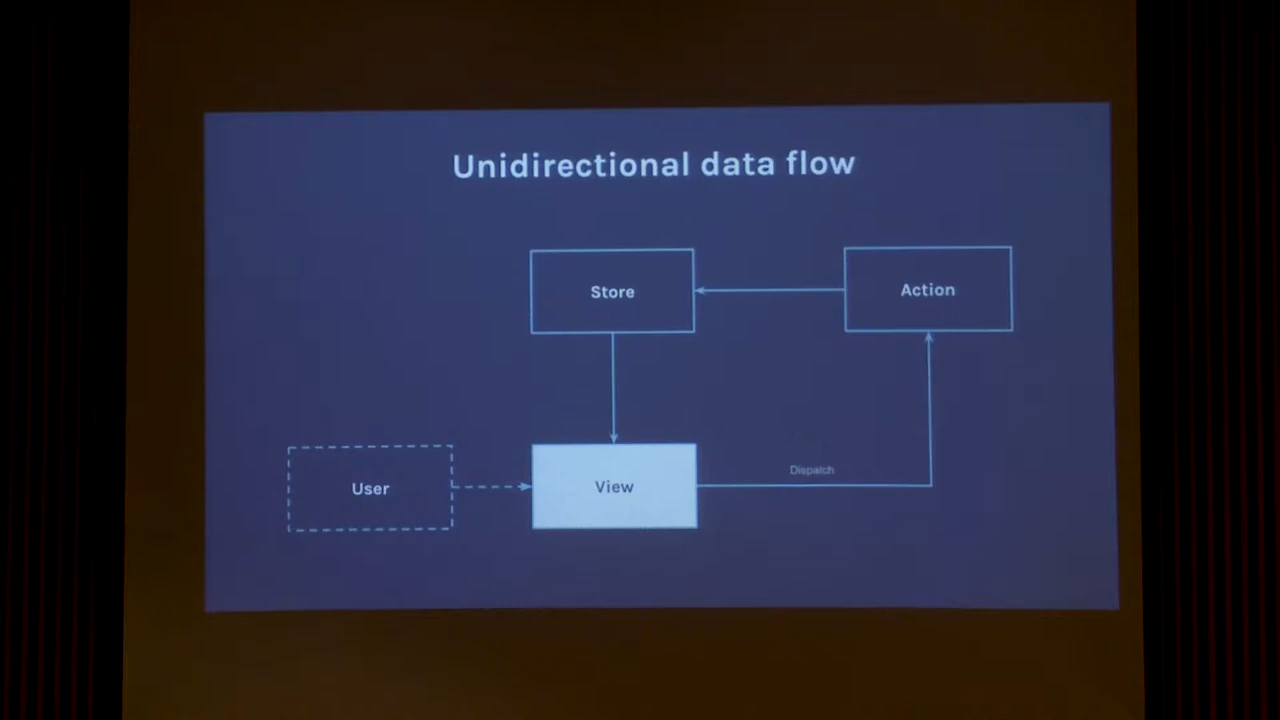 Unidirectional data flow
Store
Action
User
View
Dispatch